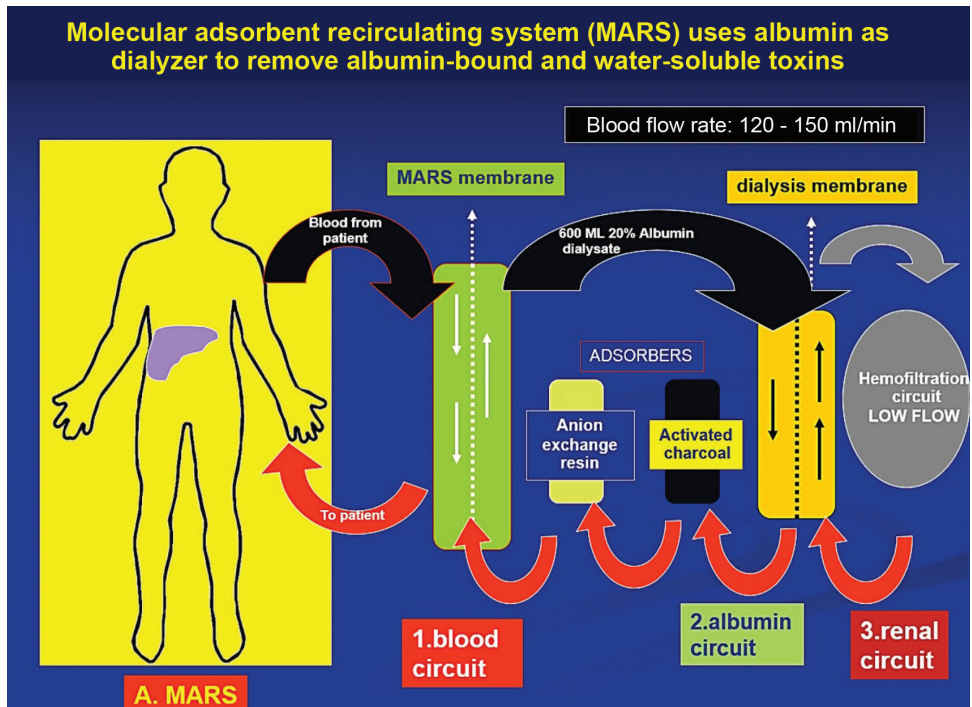 Molecular adsorbent recirculating system (MARS) uses albumin as
dialyzer to remove albumin-bound and water-soluble toxins
Blood flow rate: 120 - 150 ml/min
MARS membrane
dialysis membrane
Blood from
patient
600 ML 20% Albumin
dialysate
ADSORBERS
Anion
exchange
resin
Activated
charcoal
Hemofiltration
circuit
LOW FLOW
To patient
1.blood
circuit
2.albumin
circuit
3.renal
circuit
A. MARS